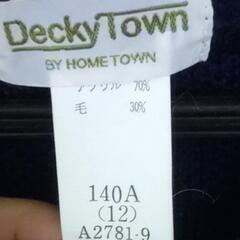 DeckyTown
BY HOMETOWN
アクリル 70%
毛 30%
140A
(12)
A2781-9